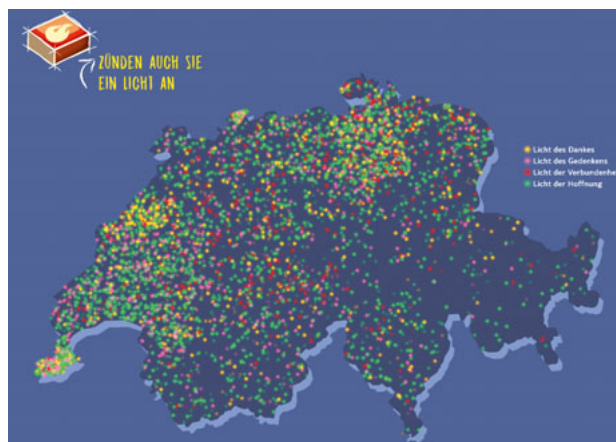 ZÜNDEN AUCH SIE
EIN LICHT AN
Licht des Dankes
Licht des Gedenkens
Licht der Verbundenhe
Licht der Hoffnung